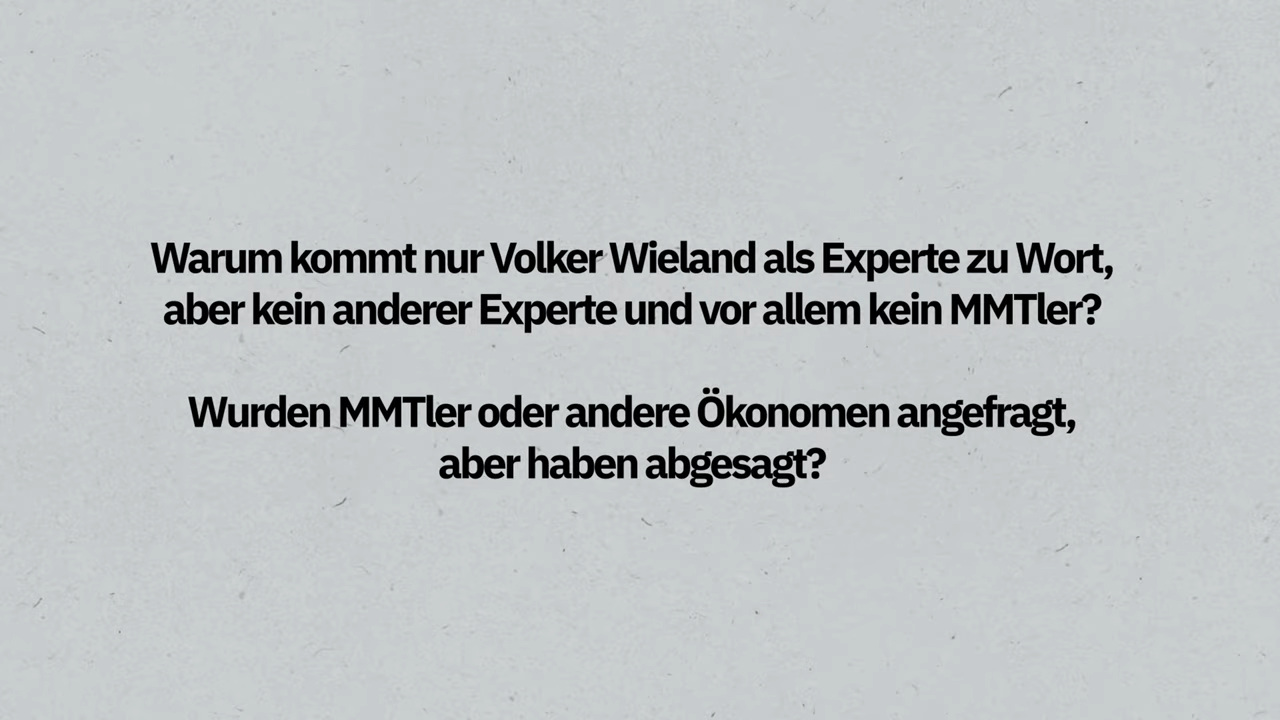 Warum kommt nur Volker Wieland als Experte zu Wort,
aber kein anderer Experte und vor allem kein MMTler?
Wurden MMTler oder andere Ökonomen angefragt,
aber haben abgesagt?